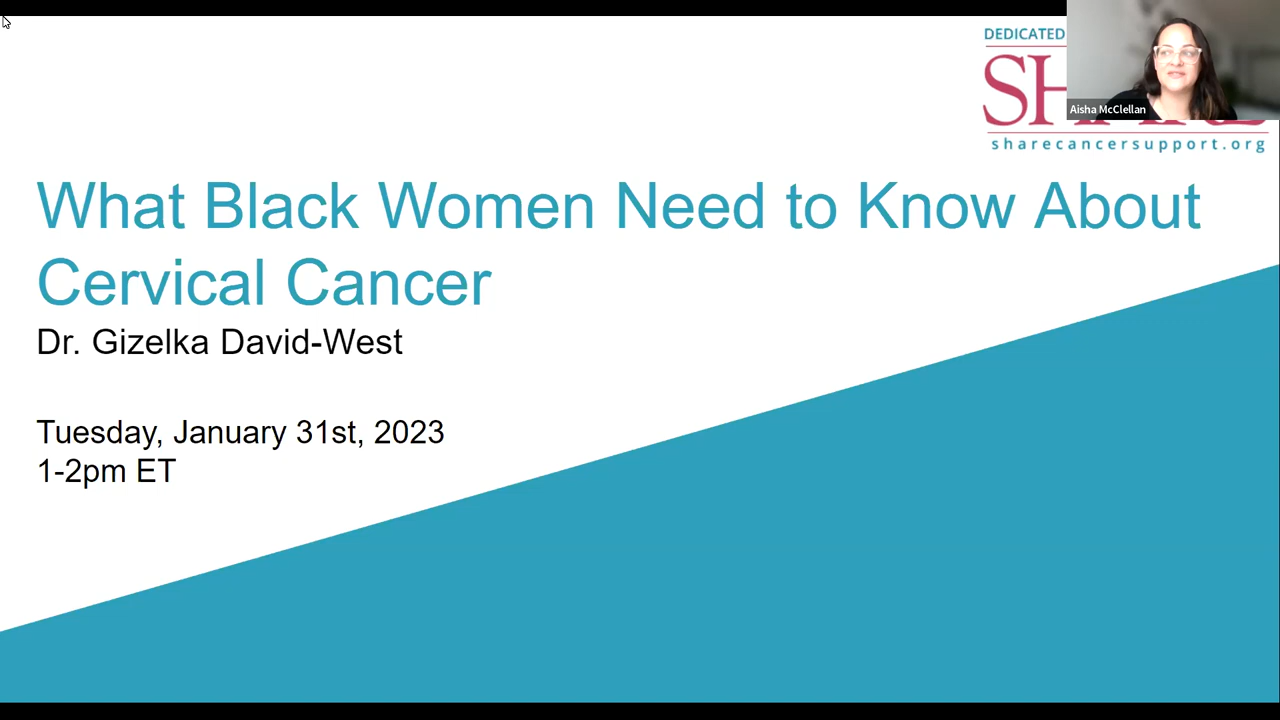 DEDICATED
Aisha McClellan
sharecancersupport.org
What Black Women Need to Know About
Cervical Cancer
Dr. Gizelka David-West
Tuesday, January 31st, 2023
1-2pm ET